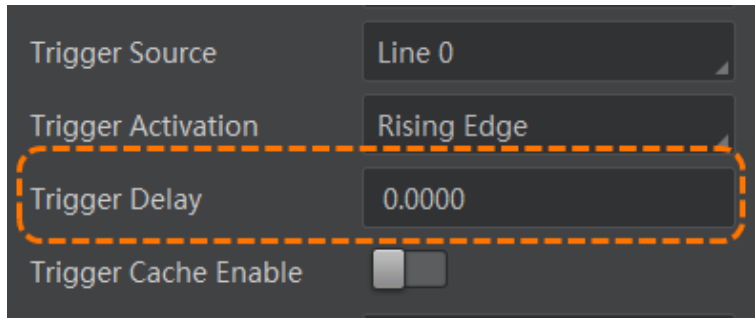 Trigger Source Line 0
Trigger Activation Rising Edge
Trigger Delay 0.0000
Trigger Cache Enable